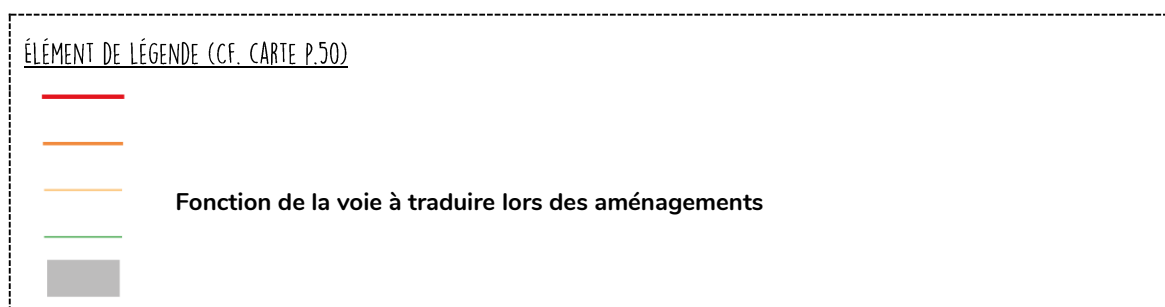 ÉLÉMENT DE LÉGENDE (CF. CARTE P.50)
Fonction de la voie à traduire lors des aménagements